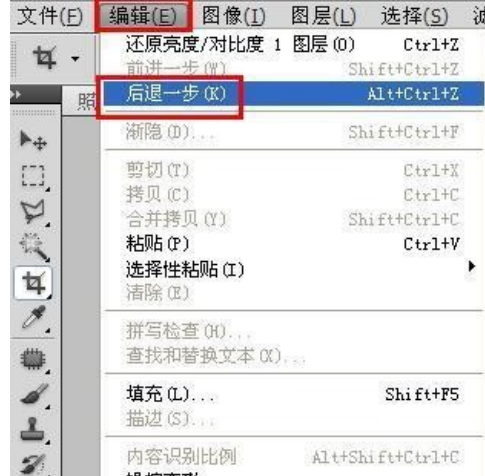 文件(F) 编辑(E) 图像(I) 图层(L) 选择(S)
还原亮度/对比度 1 图层(O) Ctrl+Z
前进一步(W) Shift+Ctrl+Z
后退一步(K) Alt+Ctrl+Z
照
渐隐(D)... Shift+Ctrl+F
剪切(T) Ctrl+X
拷贝(C) Ctrl+C
合并拷贝(Y) Shift+Ctrl+C
粘贴(P) Ctrl+V
选择性粘贴(I)
清除(E)
拼写检查(H)...
查找和替换文本(X)...
填充(L)... Shift+F5
描边(S)...
内容识别比例 Alt+Shift+Ctrl+C